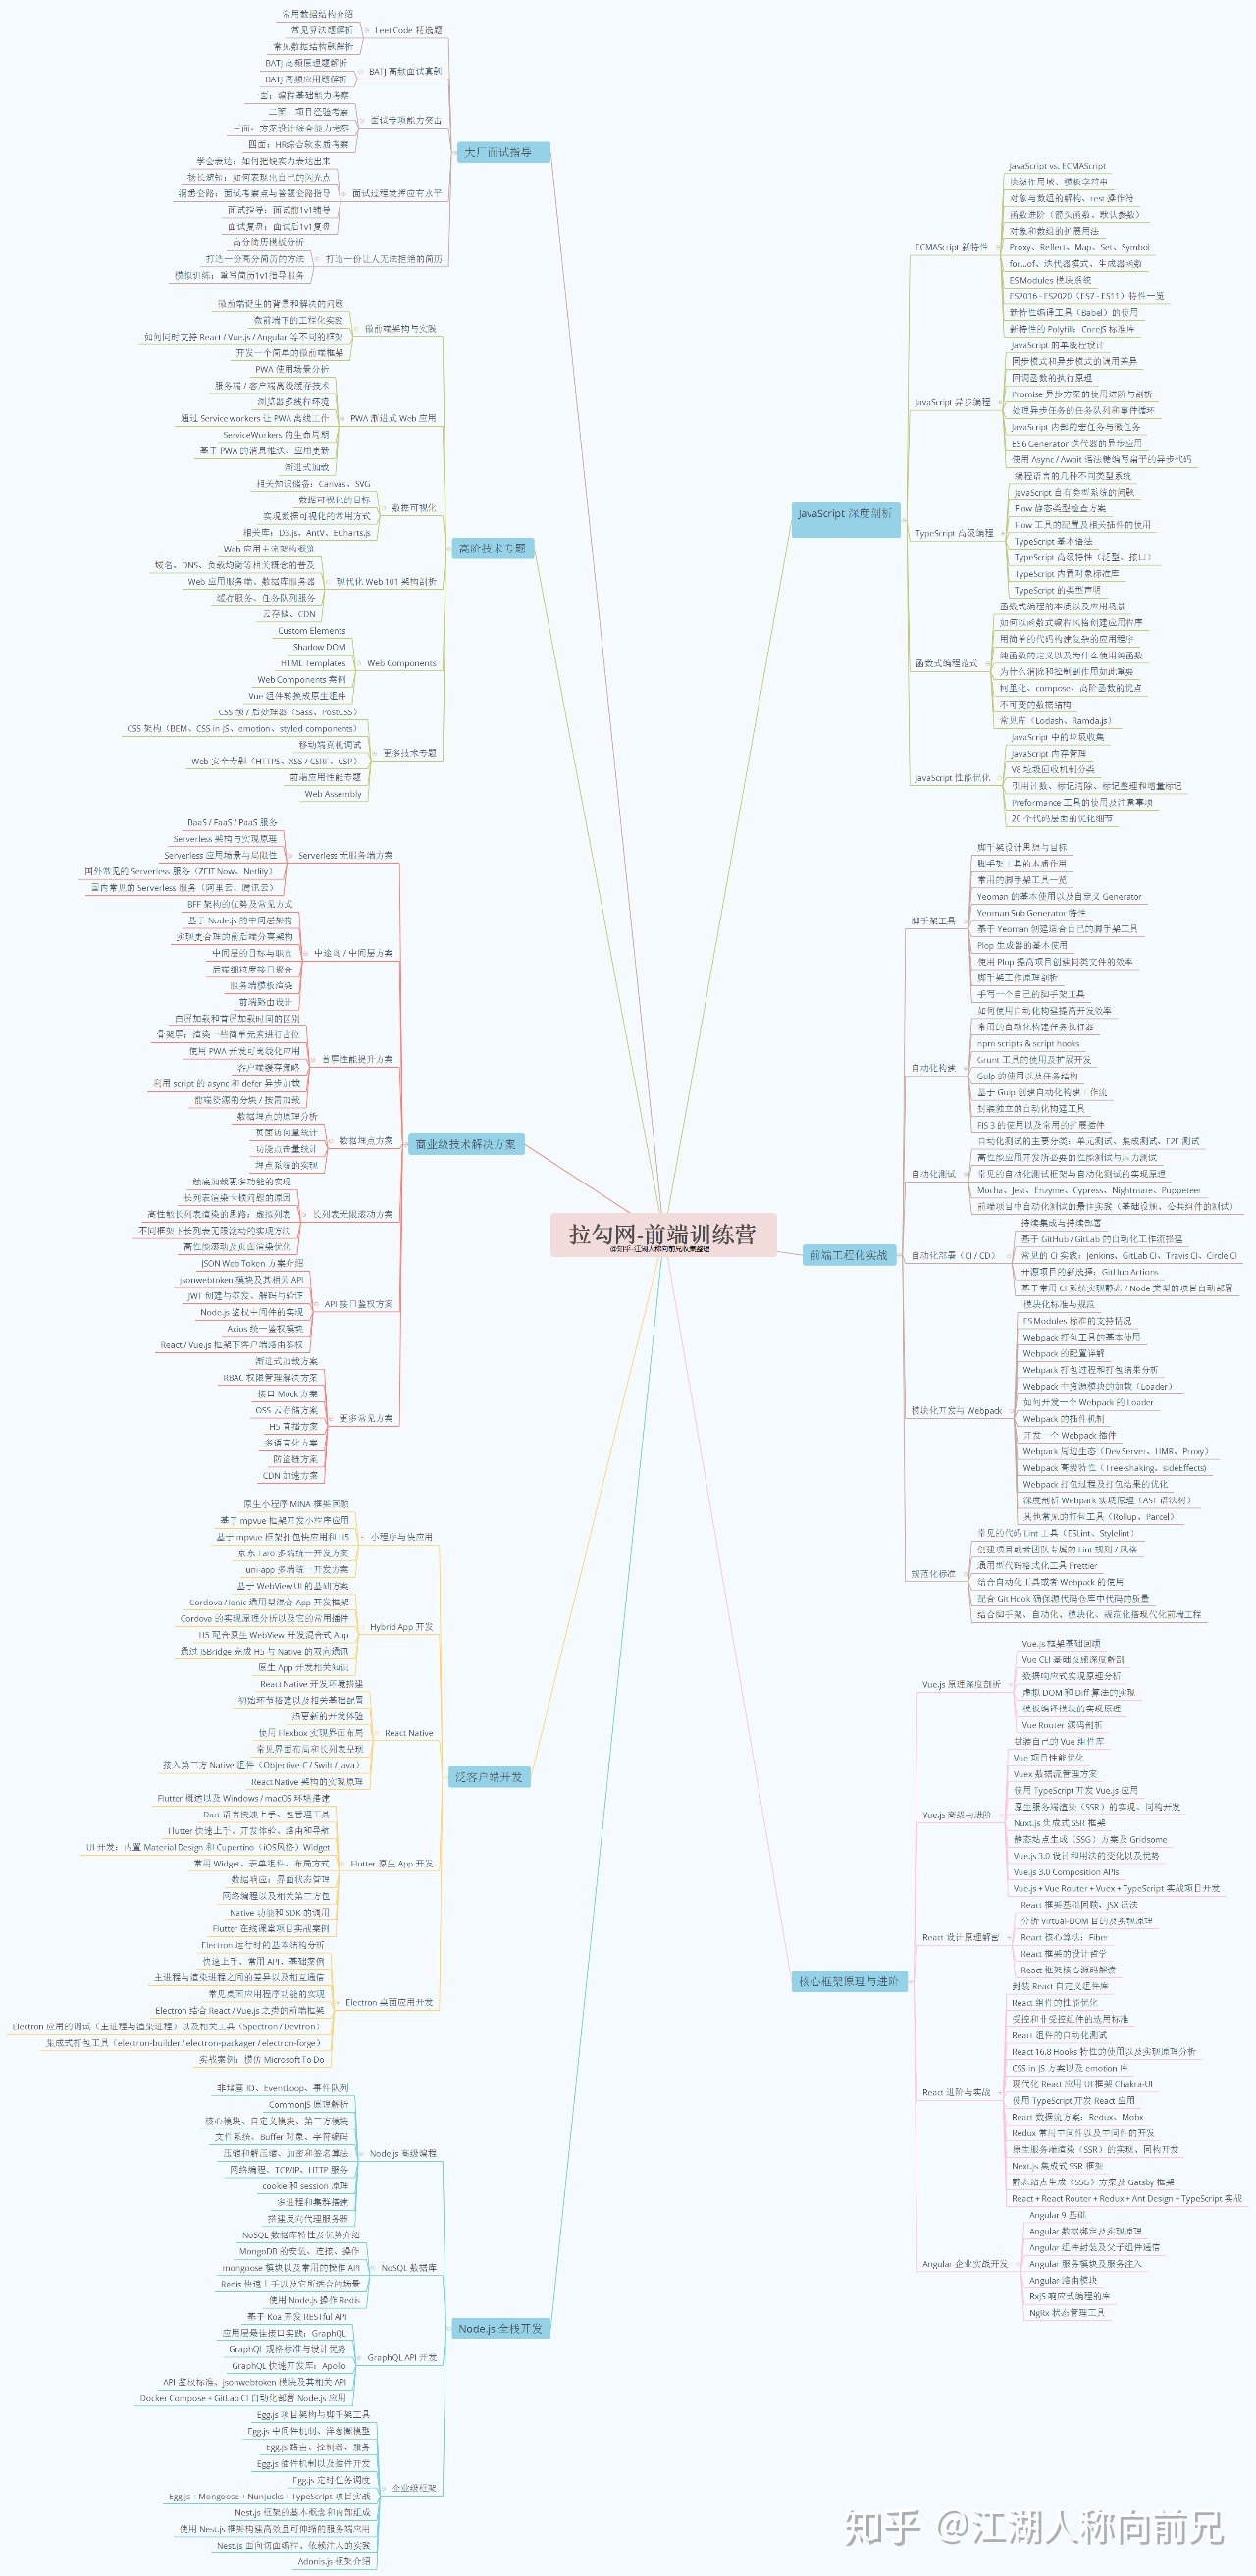 拉勾网-前端训练营
@知乎-江湖人称向前兄收集整理
JavaScript 深度剖析
ECMAScript 新特性
JavaScript vs. ECMAScript
块级作用域、模板字符串
对象与数组的解构、rest 操作符
函数进阶（箭头函数、默认参数）
对象和数组的扩展用法
Proxy、Reflect、Map、Set、Symbol
for...of、迭代器模式、生成器函数
ES Modules 模块系统
ES2016 - ES2020（ES7 - ES11）特性一览
新特性编译工具（Babel）的使用
新特性的 Polyfill：CoreJS 标准库
JavaScript 异步编程
JavaScript 的单线程设计
同步模式和异步模式的调用差异
回调函数的执行原理
Promise 异步方案的使用进阶与剖析
处理异步任务的任务队列和事件循环
JavaScript 内部的宏任务与微任务
ES6 Generator 迭代器的异步应用
使用 Async / Await 语法糖编写扁平的异步代码
TypeScript 高级编程
编程语言的几种不同类型系统
JavaScript 自有类型系统的问题
Flow 静态类型检查方案
Flow 工具的配置及相关插件的使用
TypeScript 基本语法
TypeScript 高级特性（泛型、接口）
TypeScript 内置对象标准库
TypeScript 的类型声明
函数式编程范式
函数式编程的本质以及应用场景
如何以函数式编程风格创建应用程序
用简单的代码构建复杂的应用程序
纯函数的定义以及为什么使用纯函数
为什么消除和控制副作用如此重要
柯里化、compose、高阶函数的优点
不可变的数据结构
常见库（Lodash、Ramda.js）
JavaScript 性能优化
JavaScript 中的垃圾收集
JavaScript 内存管理
V8 垃圾回收机制分类
引用计数、标记清除、标记整理和增量标记
Preformance 工具的使用及注意事项
20 个代码层面的优化细节
前端工程化实战
脚手架工具
脚手架设计思想与目标
脚手架工具的本质作用
常用的脚手架工具一览
Yeoman 的基本使用以及自定义 Generator
Yeoman Sub Generator 特性
基于 Yeoman 创建适合自己的脚手架工具
Plop 生成器的基本使用
使用 Plop 提高项目创建同类文件的效率
脚手架工作原理剖析
手写一个自己的脚手架工具
自动化构建
如何使用自动化构建提高开发效率
常用的自动化构建任务执行器
npm scripts & script hooks
Grunt 工具的使用及扩展开发
Gulp 的使用以及任务结构
基于 Gulp 创建自动化构建工作流
封装独立的自动化构建工具
FIS 3 的使用以及常用的扩展插件
自动化测试
自动化测试的主要分类：单元测试、集成测试、E2E 测试
高性能应用开发所必要的性能测试与压力测试
常见的自动化测试框架与自动化测试的实现原理
Mocha、Jest、Enzyme、Cypress、Nightmare、Puppeteer
前端项目中自动化测试的最佳实践（基础设施、公共组件的测试）
自动化部署（CI / CD）
持续集成与持续部署
基于 GitHub / GitLab 的自动化工作流搭建
常见的 CI 实践：Jenkins、GitLab CI、Travis CI、Circle CI
开源项目的新选择：GitHub Actions
基于常用 CI 系统实现静态 / Node 类型的项目自动部署
模块化开发与 Webpack
模块化标准与规范
ES Modules 标准的支持情况
Webpack 打包工具的基本使用
Webpack 的配置详解
Webpack 打包过程和打包结果分析
Webpack 中资源模块的加载（Loader）
如何开发一个 Webpack 的 Loader
Webpack 的插件机制
开发一个 Webpack 插件
Webpack 周边生态（Dev Server、HMR、Proxy）
Webpack 高级特性（Tree-shaking、sideEffects）
Webpack 打包过程及打包结果的优化
深度剖析 Webpack 实现原理（AST 语法树）
其他常见的打包工具（Rollup、Parcel）
规范化标准
常见的代码 Lint 工具（ESLint、Stylelint）
创建项目或者团队专属的 Lint 规则 / 风格
通用型代码格式化工具 Prettier
结合自动化工具或者 Webpack 的使用
配合 Git Hook 确保源代码仓库中代码的质量
结合脚手架、自动化、模块化、规范化搭现代化前端工程
核心框架原理与进阶
Vue.js 原理深度剖析
Vue.js 框架基础回顾
Vue CLI 基础设施深度解剖
数据响应式实现原理分析
虚拟 DOM 和 Diff 算法的实现
模板编译模块的实现原理
Vue Router 源码剖析
Vue.js 高级与进阶
封装自己的 Vue 组件库
Vue 项目性能优化
Vuex 数据流管理方案
使用 TypeScript 开发 Vue.js 应用
原生服务端渲染（SSR）的实现、同构开发
Nuxt.js 集成式 SSR 框架
静态站点生成（SSG）方案及 Gridsome
Vue.js 3.0 设计和用法的变化以及优势
Vue.js 3.0 Composition APIs
Vue.js + Vue Router + Vuex + TypeScript 实战项目开发
React 设计原理解密
React 框架基础回顾、JSX 语法
分析 Virtual-DOM 目的及实现原理
React 核心算法：Fiber
React 框架的设计哲学
React 框架核心源码解读
React 进阶与实战
封装 React 自定义组件库
React 组件的性能优化
受控和非受控组件的选用标准
React 组件的自动化测试
React 16.8 Hooks 特性的使用以及实现原理分析
CSS in JS 方案以及 emotion 库
现代化 React 应用 UI 框架 Chakra-UI
使用 TypeScript 开发 React 应用
React 数据流方案：Redux、Mobx
Redux 常用中间件以及中间件的开发
原生服务端渲染（SSR）的实现、同构开发
Next.js 集成式 SSR 框架
静态站点生成（SSG）方案及 Gatsby 框架
React + React Router + Redux + Ant Design + TypeScript 实战
Angular 企业实战开发
Angular 9 基础
Angular 数据绑定及实现原理
Angular 组件封装及父子组件通信
Angular 服务模块及服务注入
Angular 路由模块
RxJS 响应式编程的库
NgRx 状态管理工具
大厂面试指导
LeetCode 精选题
常用数据结构介绍
常见算法题解析
常见数据结构题解析
BATJ 高频面试真题
BATJ 高频原理题解析
BATJ 高频应用题解析
面试专项能力突击
一面：编程基础能力考察
二面：项目经验考察
三面：方案设计综合能力考察
四面：HR综合软素质考察
面试过程发挥应有水平
学会表达：如何把硬实力表达出来
扬长避短：如何表现出自己的闪光点
洞悉套路：面试考察点与答题套路指导
面试指导：面试前1v1辅导
面试复盘：面试后1v1复盘
打造一份让人无法拒绝的简历
高分简历模板分析
打造一份高分简历的方法
模拟训练：重写简历1v1指导服务
高阶技术专题
微前端架构与实践
微前端诞生的背景和解决的问题
微前端下的工程化实践
如何同时支持 React / Vue.js / Angular 等不同的框架
开发一个简单的微前端框架
PWA 渐进式 Web 应用
PWA 使用场景分析
服务端 / 客户端离线缓存技术
浏览器多线程环境
通过 Service workers 让 PWA 离线工作
ServiceWorkers 的生命周期
基于 PWA 的消息推送、应用更新
渐进式加载
数据可视化
相关知识储备：Canvas、SVG
数据可视化的目标
实现数据可视化的常用方式
相关库：D3.js、AntV、ECharts.js
现代化 Web 101 架构剖析
Web 应用主流架构概览
域名、DNS、负载均衡等相关概念的普及
Web 应用服务端、数据库服务器
缓存服务、任务队列服务
云存储、CDN
Web Components
Custom Elements
Shadow DOM
HTML Templates
Web Components 案例
Vue 组件转换成原生组件
更多技术专题
CSS 预 / 后处理器（Sass、PostCSS）
CSS 架构（BEM、CSS in JS、emotion、styled-components）
移动端真机调试
Web 安全专题（HTTPS、XSS / CSRF、CSP）
前端应用性能专题
Web Assembly
商业级技术解决方案
Serverless 无服务端方案
BaaS / FaaS / PaaS 服务
Serverless 架构与实现原理
Serverless 应用场景与局限性
国外常见的 Serverless 服务（ZEIT Now、Netlify）
国内常见的 Serverless 服务（阿里云、腾讯云）
中途岛 / 中间层方案
BFF 架构的优势及常见方式
基于 Node.js 的中间层架构
实现更合理的前后端分离架构
中间层的目标与职责
后端细粒度接口聚合
服务端模板渲染
前端路由设计
首屏性能提升方案
白屏加载和首屏加载时间的区别
骨架屏：渲染一些简单元素进行占位
使用 PWA 开发可离线化应用
客户端缓存策略
利用 script 的 async 和 defer 异步加载
前端资源的分块 / 按需加载
数据埋点方案
数据埋点的原理分析
页面访问量统计
功能点击量统计
埋点系统的实现
长列表无限滚动方案
触底加载更多功能的实现
长列表渲染卡顿问题的原因
高性能长列表渲染的思路：虚拟列表
不同框架下长列表无限滚动的实现方法
高性能滚动及页面渲染优化
API 接口鉴权方案
JSON Web Token 方案介绍
jsonwebtoken 模块及其相关 API
JWT 创建与签发、解码与验证
Node.js 鉴权中间件的实现
Axios 统一鉴权模块
React / Vue.js 框架下客户端路由鉴权
更多常见方案
渐进式加载方案
RBAC 权限管理解决方案
接口 Mock 方案
OSS 云存储方案
H5 直播方案
多语言化方案
防盗链方案
CDN 加速方案
泛客户端开发
小程序与快应用
原生小程序 MINA 框架回顾
基于 mpvue 框架开发小程序应用
基于 mpvue 框架打包快应用和 H5
京东 Taro 多端统一开发方案
uni-app 多端统一开发方案
Hybrid App 开发
基于 WebView UI 的基础方案
Cordova / Ionic 通用型混合 App 开发框架
Cordova 的实现原理分析以及它的常用插件
H5 配合原生 WebView 开发混合式 App
通过 JSBridge 完成 H5 与 Native 的双向通讯
原生 App 开发相关知识
React Native
React Native 开发环境搭建
初始环节搭建以及相关基础配置
热更新的开发体验
使用 Flexbox 实现界面布局
常见界面布局和长列表呈现
接入第三方 Native 组件（Objective-C / Swift / Java）
React Native 架构的实现原理
Flutter 原生 App 开发
Flutter 概述以及 Windows / macOS 环境搭建
Dart 语言快速上手、包管理工具
Flutter 快速上手、开发体验、路由和导航
UI 开发：内置 Material Design 和 Cupertino（iOS风格）Widget
常用 Widget、表单组件、布局方式
数据响应：界面状态管理
网络编程以及相关第三方包
Native 功能和 SDK 的调用
Flutter 在线课堂项目实战案例
Electron 桌面应用开发
Electron 运行时的基本结构分析
快速上手、常用 API、基础案例
主进程与渲染进程之间的差异以及相互通信
常见桌面应用程序功能的实现
Electron 结合 React / Vue.js 之类的前端框架
Electron 应用的调试（主进程与渲染进程）以及相关工具（Spectron / Devtron）
集成式打包工具（electron-builder / electron-packager / electron-forge）
实战案例：模仿 Microsoft To Do
Node.js 全栈开发
Node.js 高级编程
非堵塞 IO、EventLoop、事件队列
CommonJS 原理解析
核心模块、自定义模块、第三方模块
文件系统、Buffer 对象、字符编码
压缩和解压缩、加密和签名算法
网络编程、TCP/IP、HTTP 服务
cookie 和 session 原理
多进程和集群搭建
搭建反向代理服务器
NoSQL 数据库
NoSQL 数据库特性及优势介绍
MongoDB 的安装、连接、操作
mongoose 模块以及常用的操作 API
Redis 快速上手以及它所适合的场景
使用 Node.js 操作 Redis
GraphQL API 开发
基于 Koa 开发 RESTful API
应用层最佳接口实践：GraphQL
GraphQL 规格标准与设计优势
GraphQL 快速开发库：Apollo
API 鉴权标准、jsonwebtoken 模块及其相关 API
Docker Compose + GitLab CI 自动化部署 Node.js 应用
企业级框架
Egg.js 项目架构与脚手架工具
Egg.js 中间件机制、洋葱圈模型
Egg.js 路由、控制器、服务
Egg.js 插件机制以及插件开发
Egg.js 定时任务调度
Egg.js + Mongoose + Nunjucks + TypeScript 项目实战
Nest.js 框架的基本概念和内部组成
使用 Nest.js 框架构建高效且可伸缩的服务端应用
Nest.js 面向切面编程、依赖注入的实践
Adonis.js 框架介绍
知乎 @江湖人称向前兄